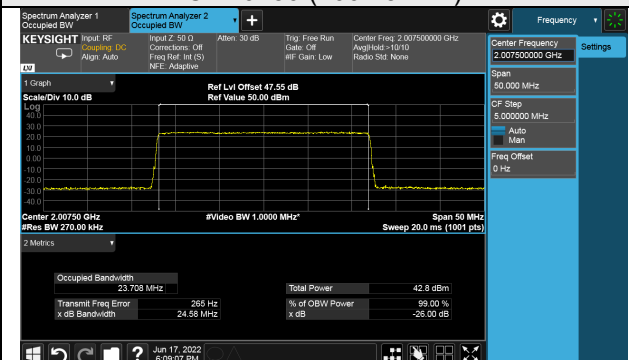 Spectrum Analyzer 1
Occupied BW
Spectrum Analyzer 2
Occupied BW
Frequency
KEYSIGHT
LXI
Input: RF
Coupling: DC
Align: Auto
Input Z: 50 Ω
Corrections: Off
Freq Ref: Int (S)
NFE: Adaptive
Atten: 30 dB
Trig: Free Run
Gate: Off
#IF Gain: Low
Center Freq: 2.007500000 GHz
Avg|Hold:>10/10
Radio Std: None
Center Frequency
2.007500000 GHz
Settings
Span
50.000 MHz
CF Step
5.000000 MHz
Auto
Man
Freq Offset
0 Hz
1 Graph
Scale/Div 10.0 dB
Ref Lvl Offset 47.55 dB
Ref Value 50.00 dBm
Log
40.0
30.0
20.0
10.0
0.00
-10.0
-20.0
-30.0
-40.0
Center 2.00750 GHz
#Res BW 270.00 kHz
#Video BW 1.0000 MHz*
Span 50 MHz
Sweep 20.0 ms (1001 pts)
2 Metrics
Occupied Bandwidth
23.708 MHz
Total Power
42.8 dBm
Transmit Freq Error
265 Hz
% of OBW Power
99.00 %
x dB Bandwidth
24.58 MHz
x dB
-26.00 dB
Jun 17, 2022
6:09:07 PM